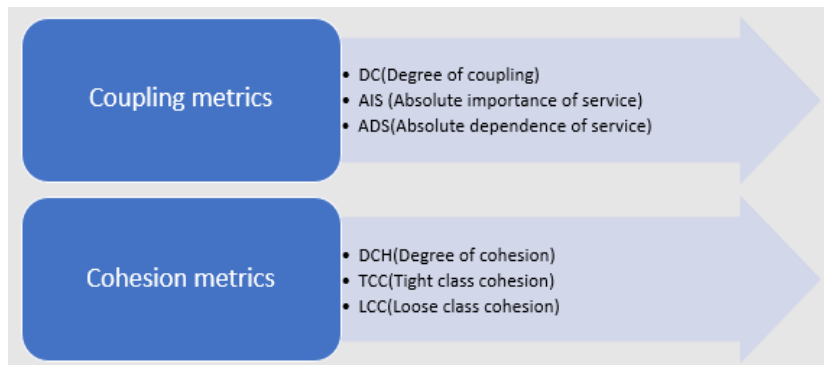 Coupling metrics
• DC(Degree of coupling)
• AIS (Absolute importance of service)
• ADS(Absolute dependence of service)
Cohesion metrics
• DCH(Degree of cohesion)
• TCC(Tight class cohesion)
• LCC(Loose class cohesion)